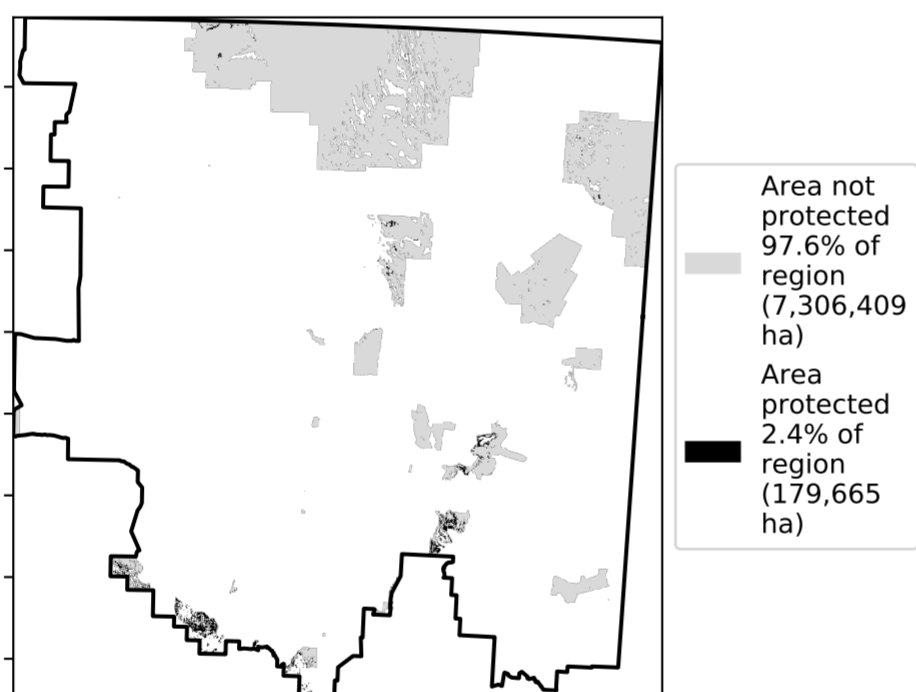 Area not
protected
97.6% of
region
(7,306,409
ha)
Area
protected
2.4% of
region
(179,665
ha)